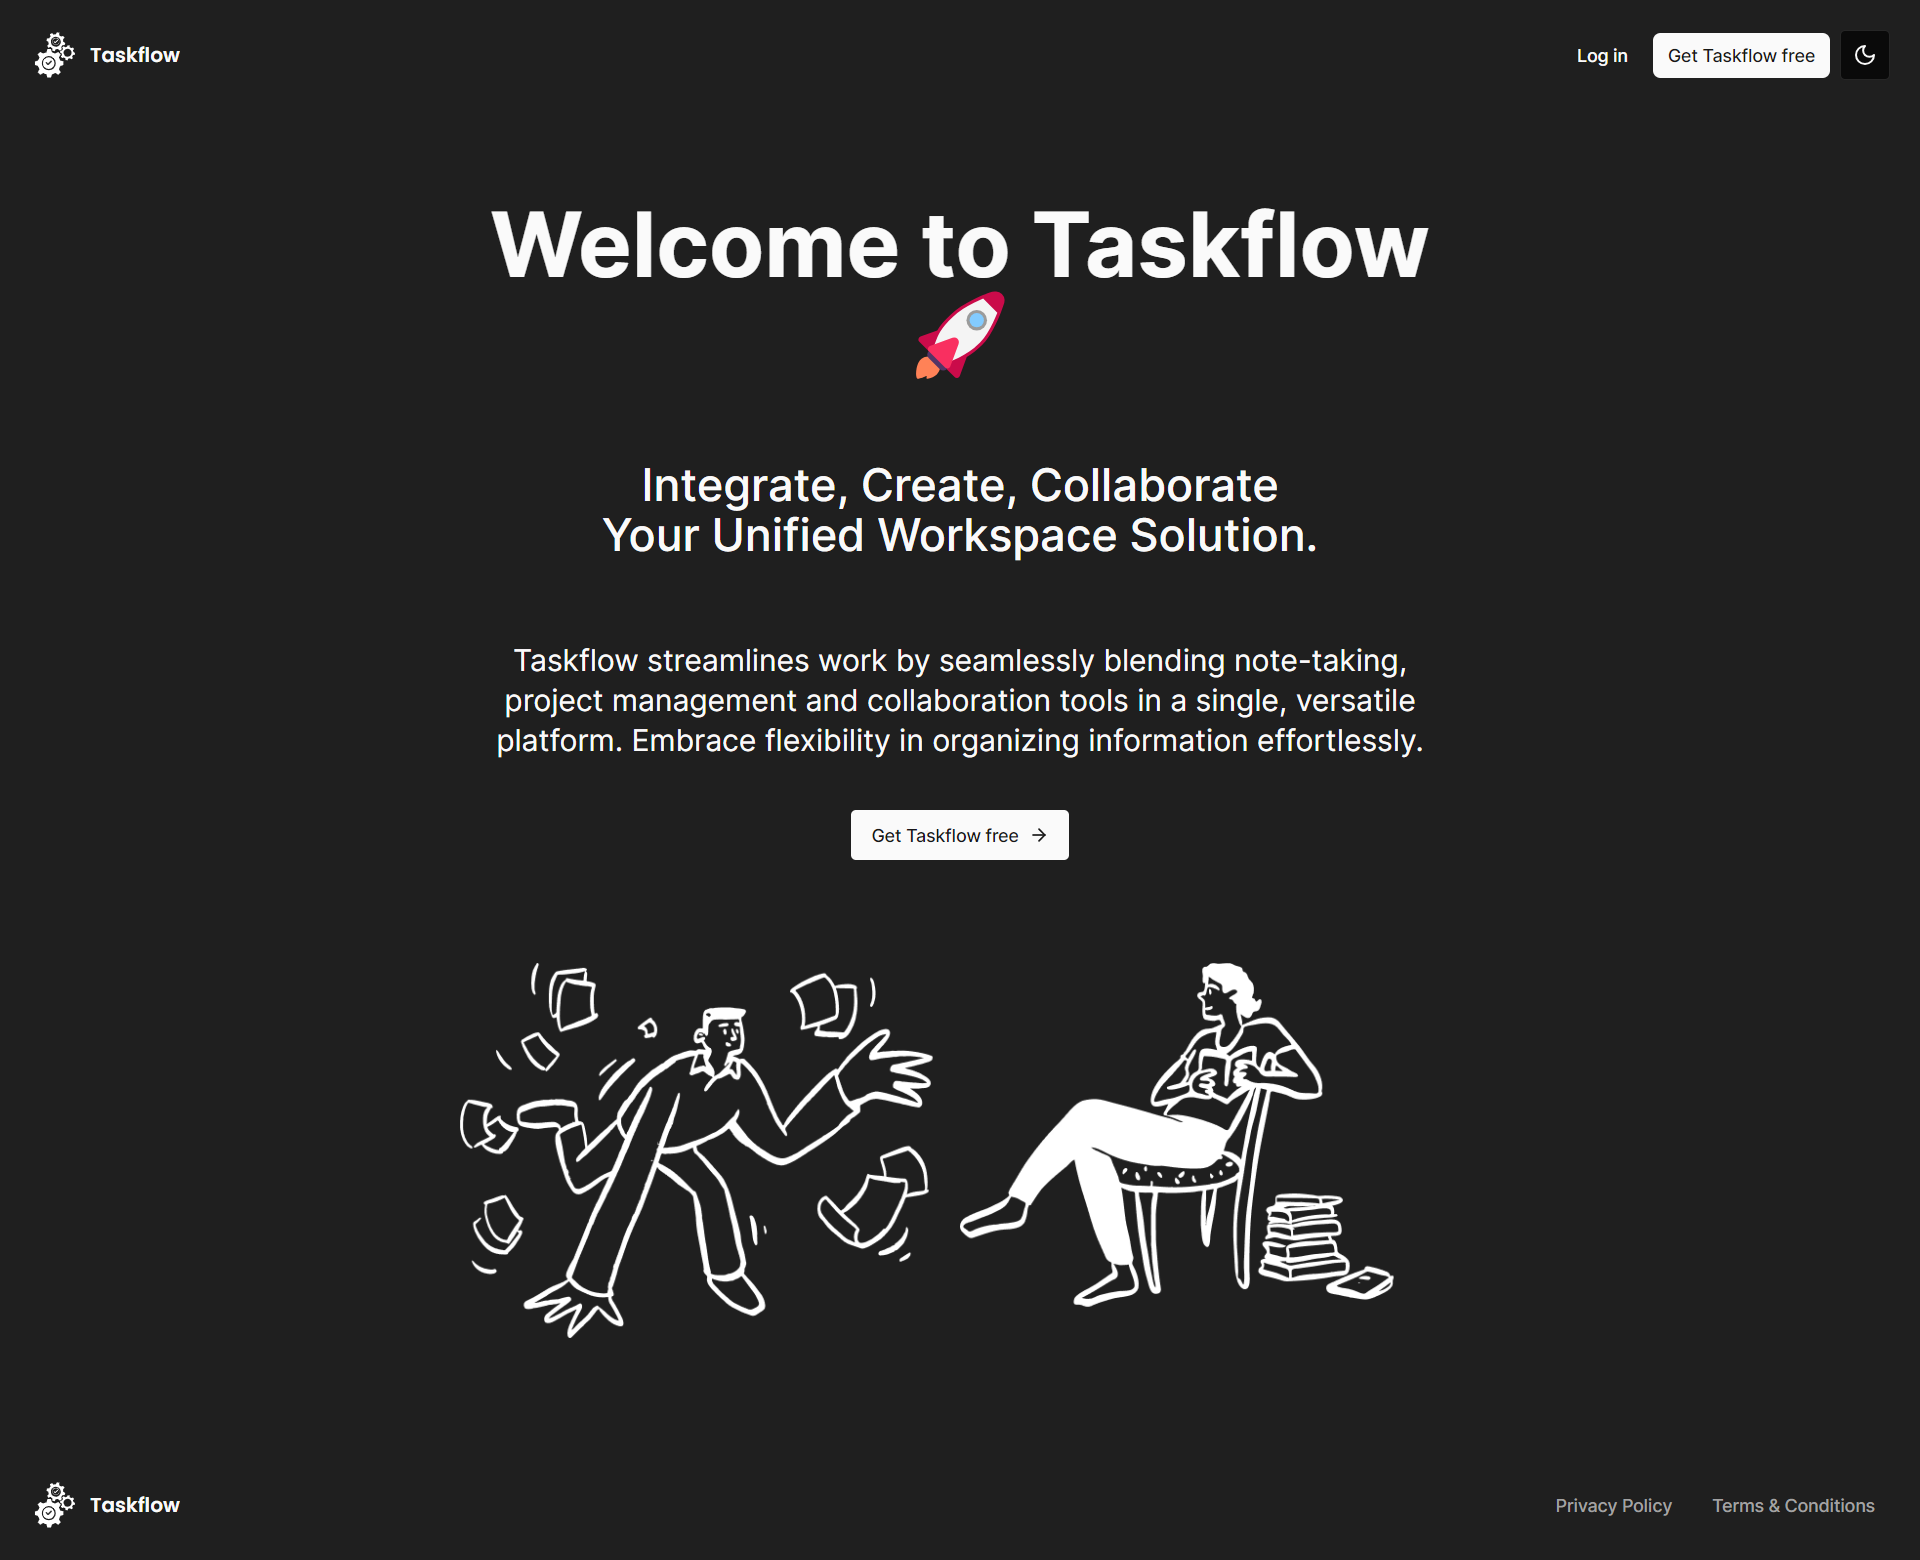 Taskflow
Log in
Get Taskflow free
Welcome to Taskflow
Integrate, Create, Collaborate
Your Unified Workspace Solution.
Taskflow streamlines work by seamlessly blending note-taking,
project management and collaboration tools in a single, versatile
platform. Embrace flexibility in organizing information effortlessly.
Get Taskflow free
Taskflow
Privacy Policy
Terms & Conditions